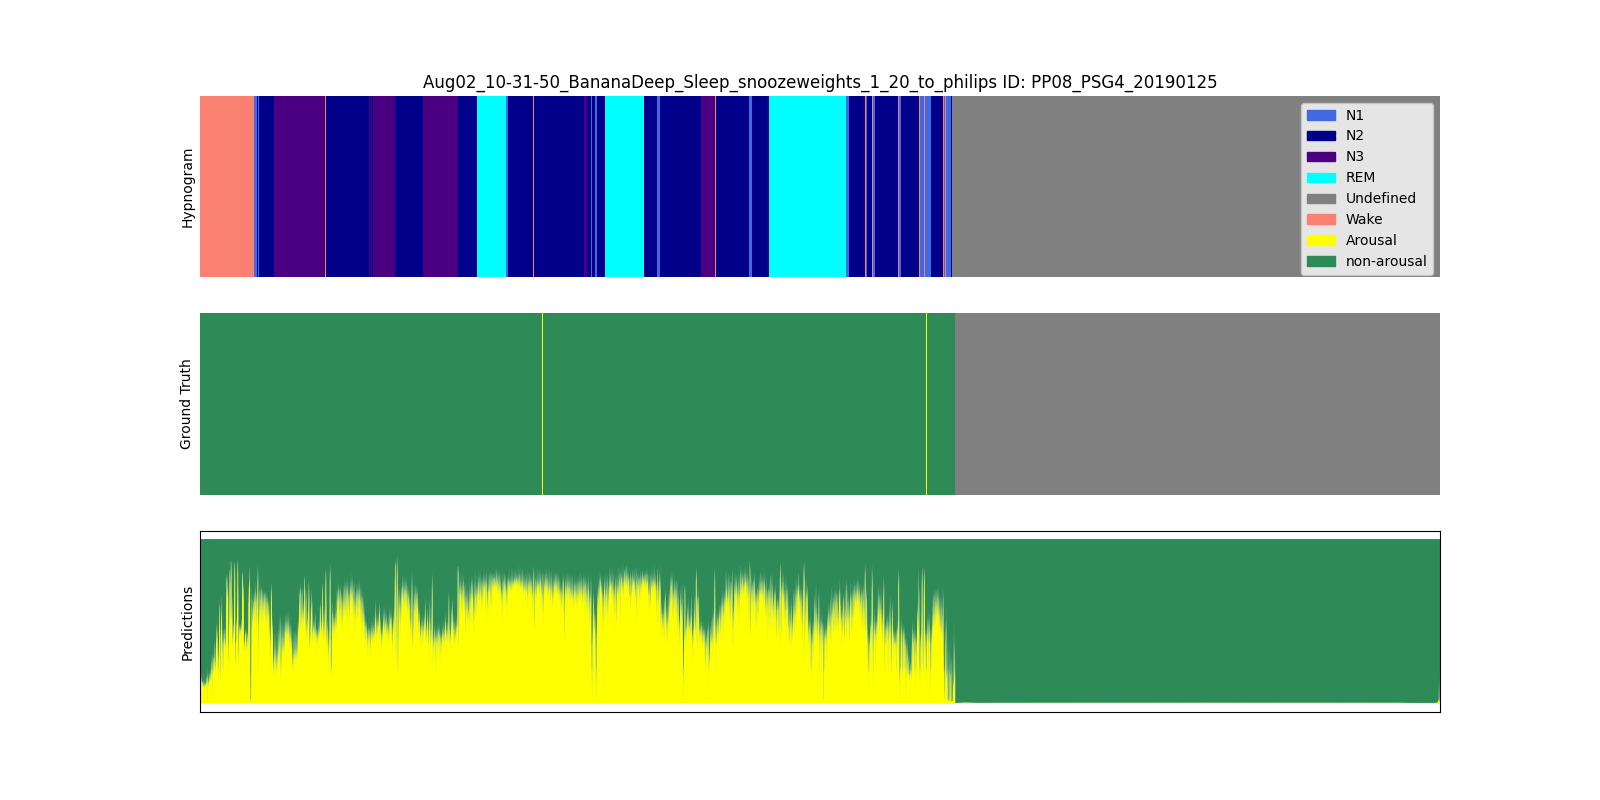 Aug02_10-31-50_BananaDeep_Sleep_snoozeweights_1_20_to_philips ID: PP08_PSG4_20190125
Hypnogram
N1
N2
N3
REM
Undefined
Wake
Arousal
non-arousal
Ground Truth
Predictions